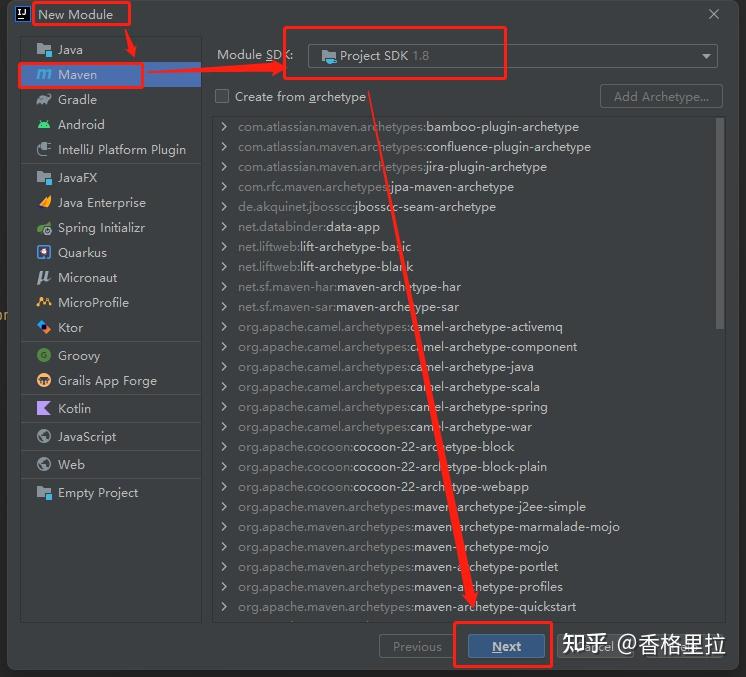 New Module
Java
Maven
Gradle
Android
IntelliJ Platform Plugin
JavaFX
Java Enterprise
Spring Initializr
Quarkus
Micronaut
MicroProfile
Ktor
Groovy
Grails App Forge
Kotlin
JavaScript
Web
Empty Project
Module SDK:
Project SDK 1.8
Create from archetype
Add Archetype...
com.atlassian.maven.archetypes:bamboo-plugin-archetype
com.atlassian.maven.archetypes:confluence-plugin-archetype
com.atlassian.maven.archetypes:jira-plugin-archetype
com.rfc.maven.archetypes:jpa-maven-archetype
de.akquinet.jbosscc:jbosscc-seam-archetype
net.databinder:data-app
net.liftweb:lift-archetype-basic
net.liftweb:lift-archetype-blank
net.sf.maven-har:maven-archetype-har
net.sf.maven-sar:maven-archetype-sar
org.apache.camel.archetypes:camel-archetype-activemq
org.apache.camel.archetypes:camel-archetype-component
org.apache.camel.archetypes:camel-archetype-java
org.apache.camel.archetypes:camel-archetype-scala
org.apache.camel.archetypes:camel-archetype-spring
org.apache.camel.archetypes:camel-archetype-war
org.apache.cocoon:cocoon-22-archetype-block
org.apache.cocoon:cocoon-22-archetype-block-plain
org.apache.cocoon:cocoon-22-archetype-webapp
org.apache.maven.archetypes:maven-archetype-j2ee-simple
org.apache.maven.archetypes:maven-archetype-marmalade-mojo
org.apache.maven.archetypes:maven-archetype-mojo
org.apache.maven.archetypes:maven-archetype-portlet
org.apache.maven.archetypes:maven-archetype-profiles
org.apache.maven.archetypes:maven-archetype-quickstart
Previous
Next
Cancel
知乎 @香格里拉